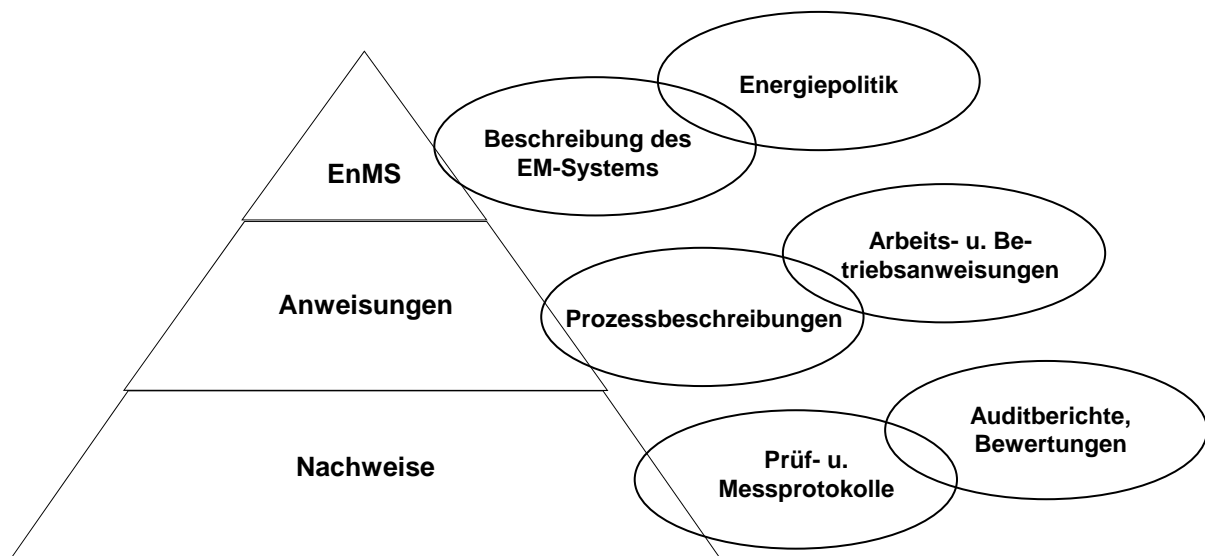 Energiepolitik
Beschreibung des
EM-Systems
EnMS
Arbeits- u. Be-
triebsanweisungen
Anweisungen
Prozessbeschreibungen
Auditberichte,
Bewertungen
Nachweise
Prüf- u.
Messprotokolle